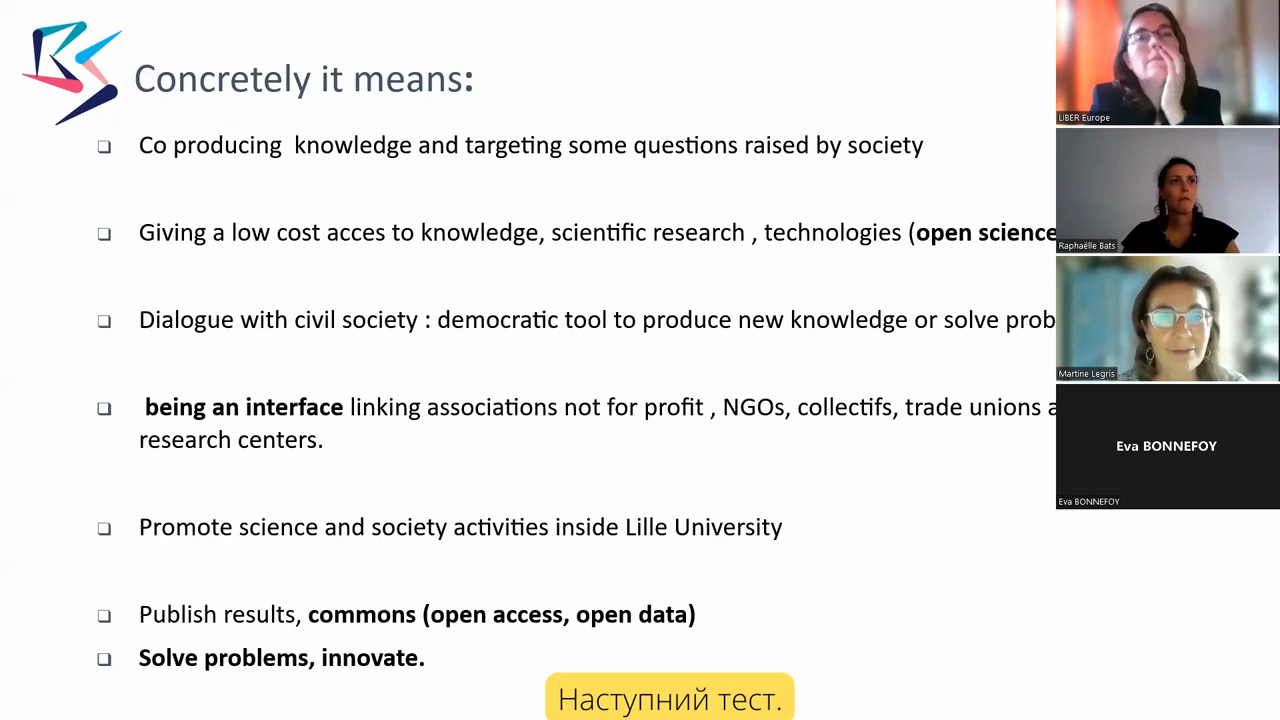 Concretely it means:
Co producing knowledge and targeting some questions raised by society
Giving a low cost acces to knowledge, scientific research , technologies (open science
Dialogue with civil society : democratic tool to produce new knowledge or solve prob
being an interface linking associations not for profit , NGOs, collectifs, trade unions a
research centers.
Promote science and society activities inside Lille University
Publish results, commons (open access, open data)
Solve problems, innovate.
Наступний тест.
LIBER Europe
Raphaëlle Bats
Martine Legris
Eva BONNEFOY
Eva BONNEFOY